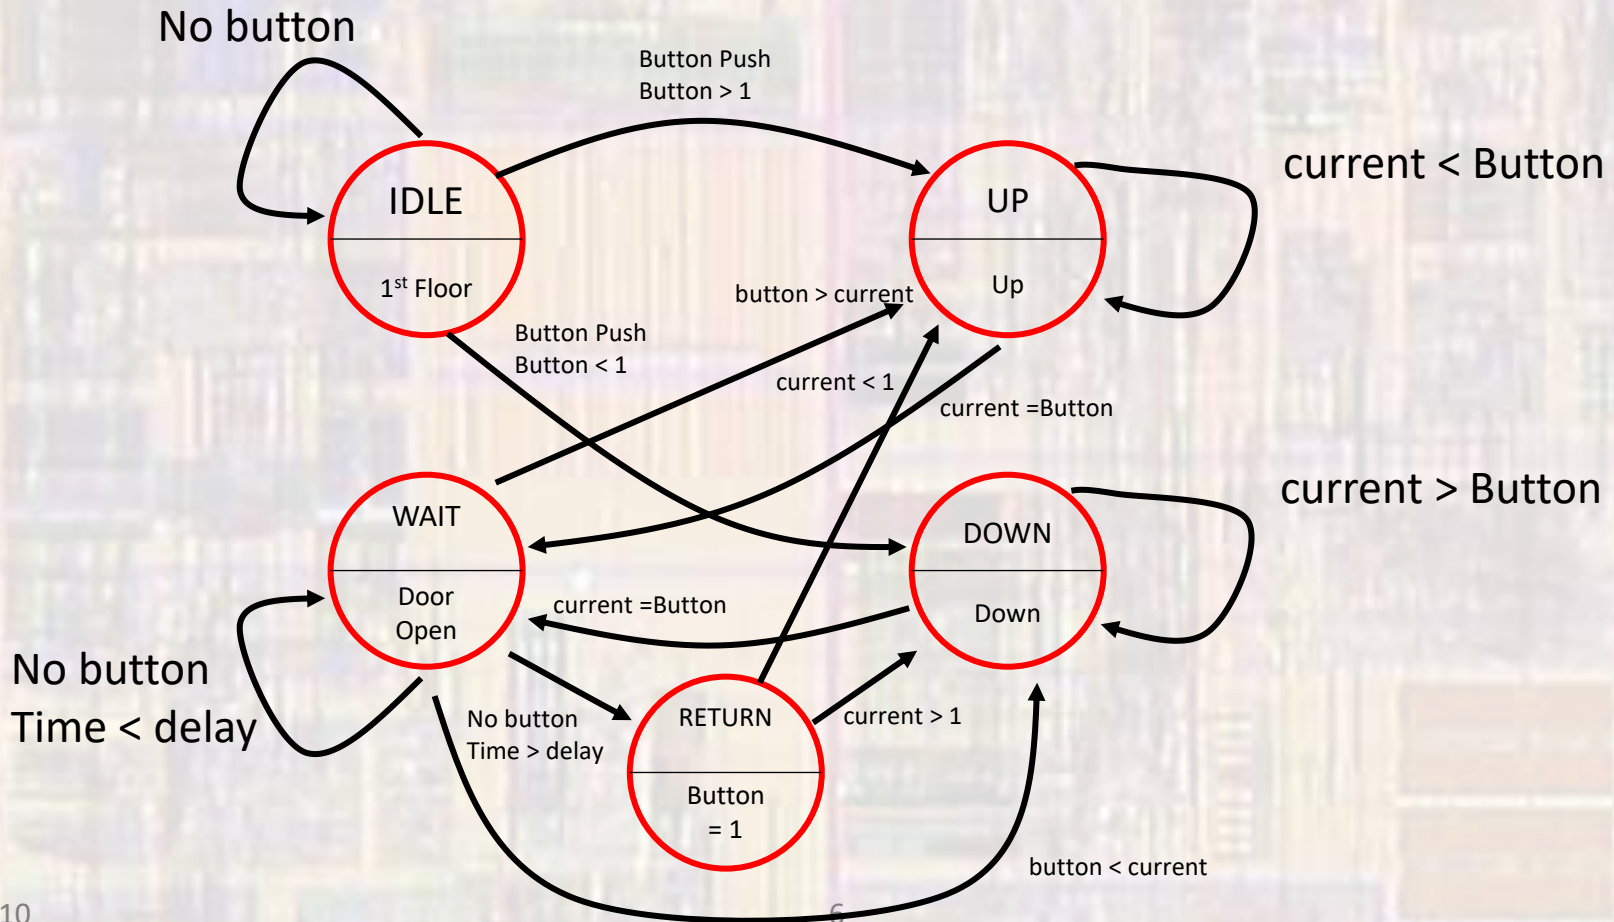 No button
Button Push
Button > 1
IDLE
1st Floor
UP
Up
current < Button
button > current
Button Push
Button < 1
current < 1
current =Button
WAIT
Door
Open
DOWN
Down
current > Button
current =Button
No button
Time < delay
No button
Time > delay
RETURN
Button
= 1
current > 1
button < current
10
6